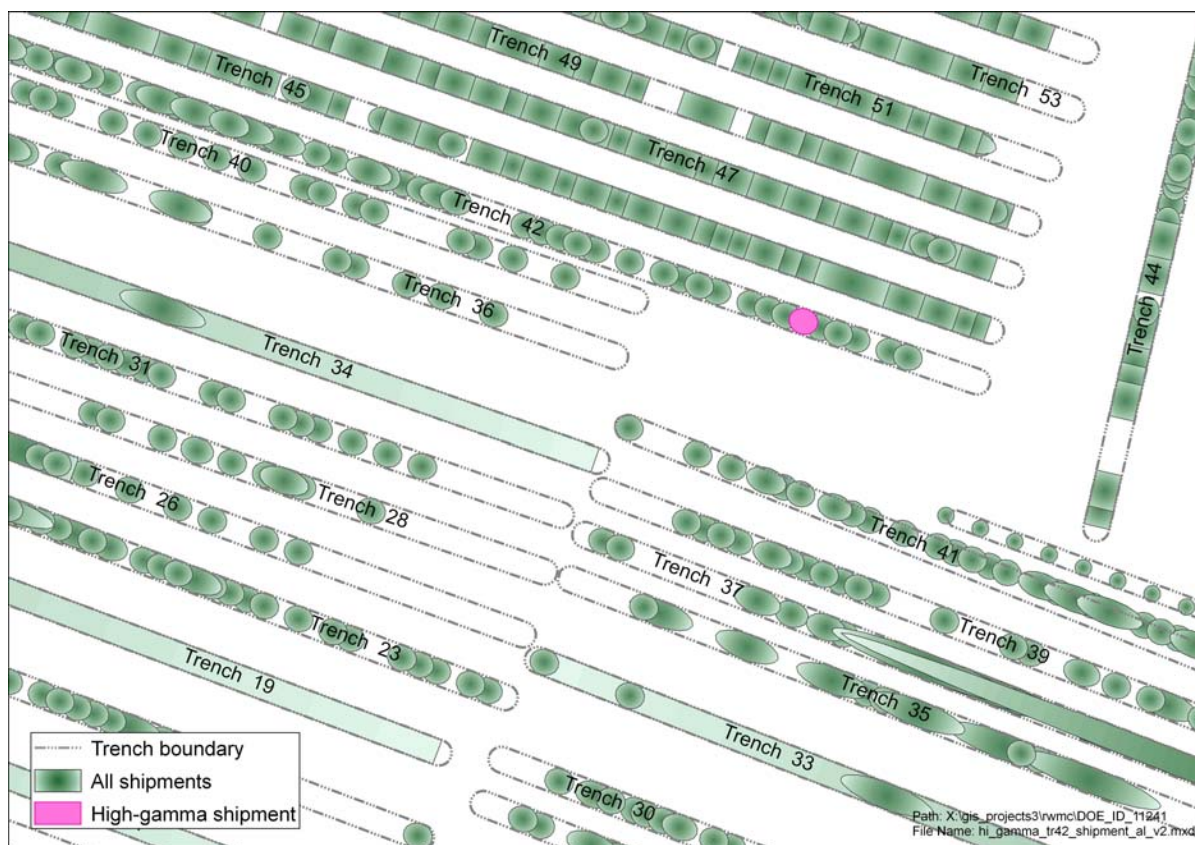 Trench 49
Trench 53
Trench 45
Trench 51
Trench 47
Trench 40
Trench 42
Trench 44
Trench 36
Trench 34
Trench 31
Trench 28
Trench 26
Trench 41
Trench 37
Trench 39
Trench 23
Trench 19
Trench 35
Trench 33
Trench 30
Trench boundary
All shipments
High-gamma shipment
Path: X:\gis_projects3\rwmc\DOE_ID_11241
File Name: hi_gamma_tr42_shipment_al_v2.mxd